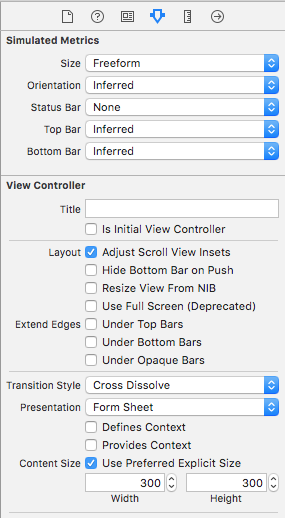 Simulated Metrics
Size Freeform
Orientation Inferred
Status Bar None
Top Bar Inferred
Bottom Bar Inferred
View Controller
Title
Is Initial View Controller
Layout Adjust Scroll View Insets
Hide Bottom Bar on Push
Resize View From NIB
Use Full Screen (Deprecated)
Extend Edges Under Top Bars
Under Bottom Bars
Under Opaque Bars
Transition Style Cross Dissolve
Presentation Form Sheet
Defines Context
Provides Context
Content Size Use Preferred Explicit Size
300 300
Width Height